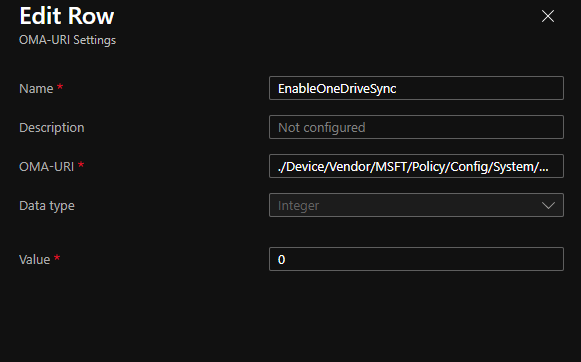 Edit Row
OMA-URI Settings
Name *
EnableOneDriveSync
Description
Not configured
OMA-URI *
./Device/Vendor/MSFT/Policy/Config/System/...
Data type
Integer
Value *
0